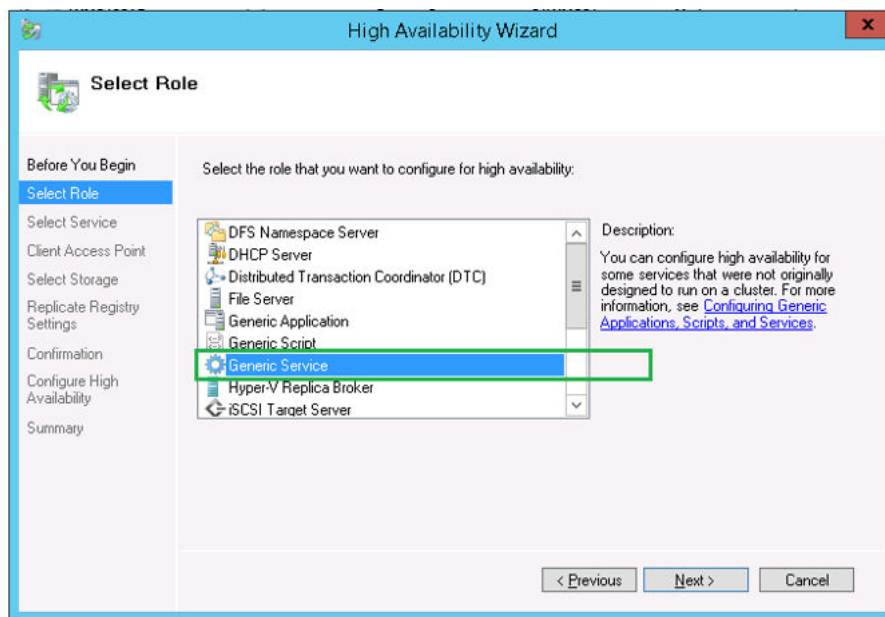 High Availability Wizard
x
Select Role
Before You Begin
Select Role
Select Service
Client Access Point
Select Storage
Replicate Registry
Settings
Confirmation
Configure High
Availability
Summary
Select the role that you want to configure for high availability:
DFS Namespace Server
DHCP Server
Distributed Transaction Coordinator (DTC)
File Server
Generic Application
Generic Script
Generic Service
Hyper-V Replica Broker
iSCSI Target Server
Description:
You can configure high availability for
some services that were not originally
designed to run on a cluster. For more
information, see Configuring Generic
Applications, Scripts, and Services.
< Previous
Next >
Cancel